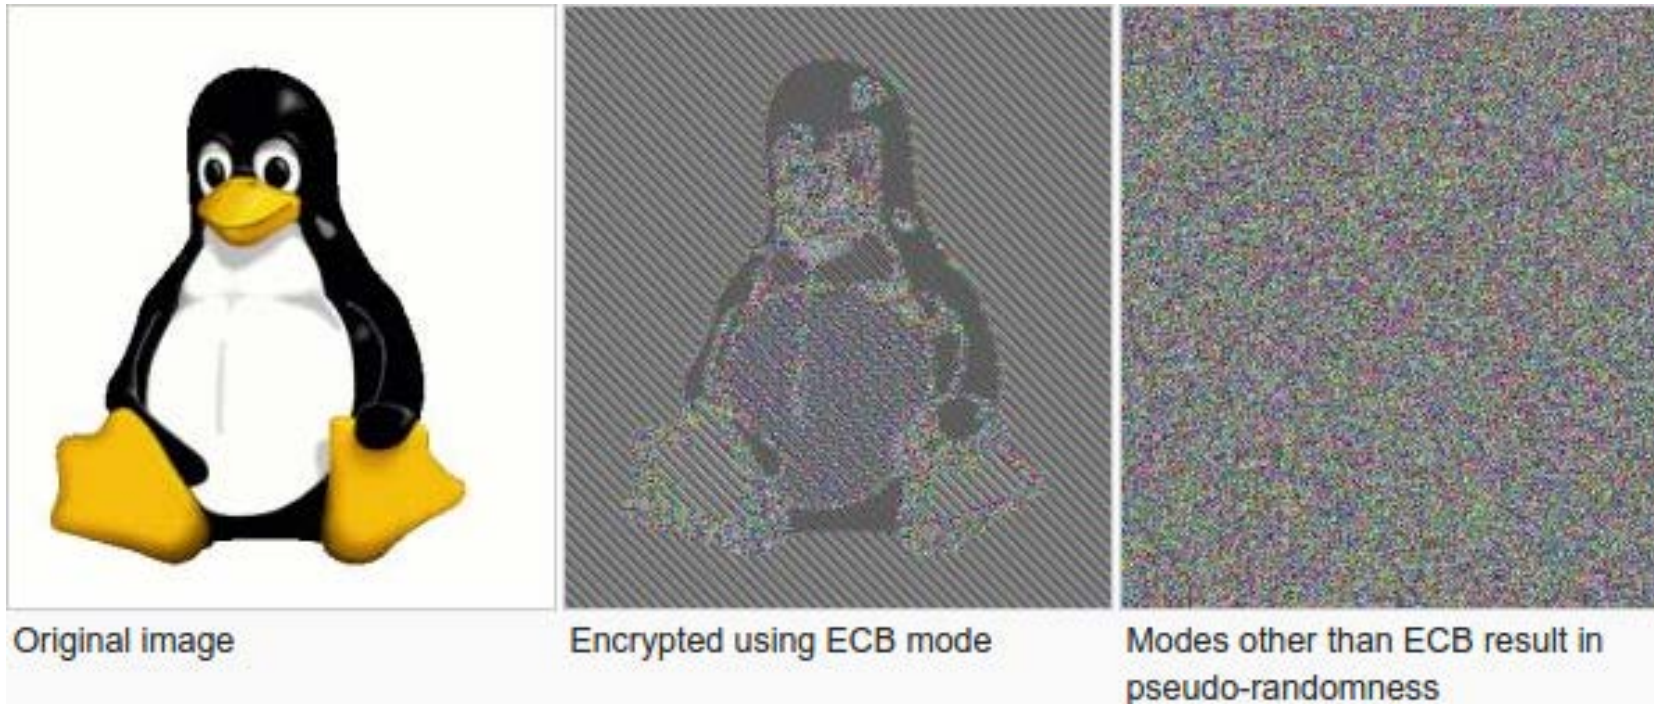 Original image
Encrypted using ECB mode
Modes other than ECB result in
pseudo-randomness